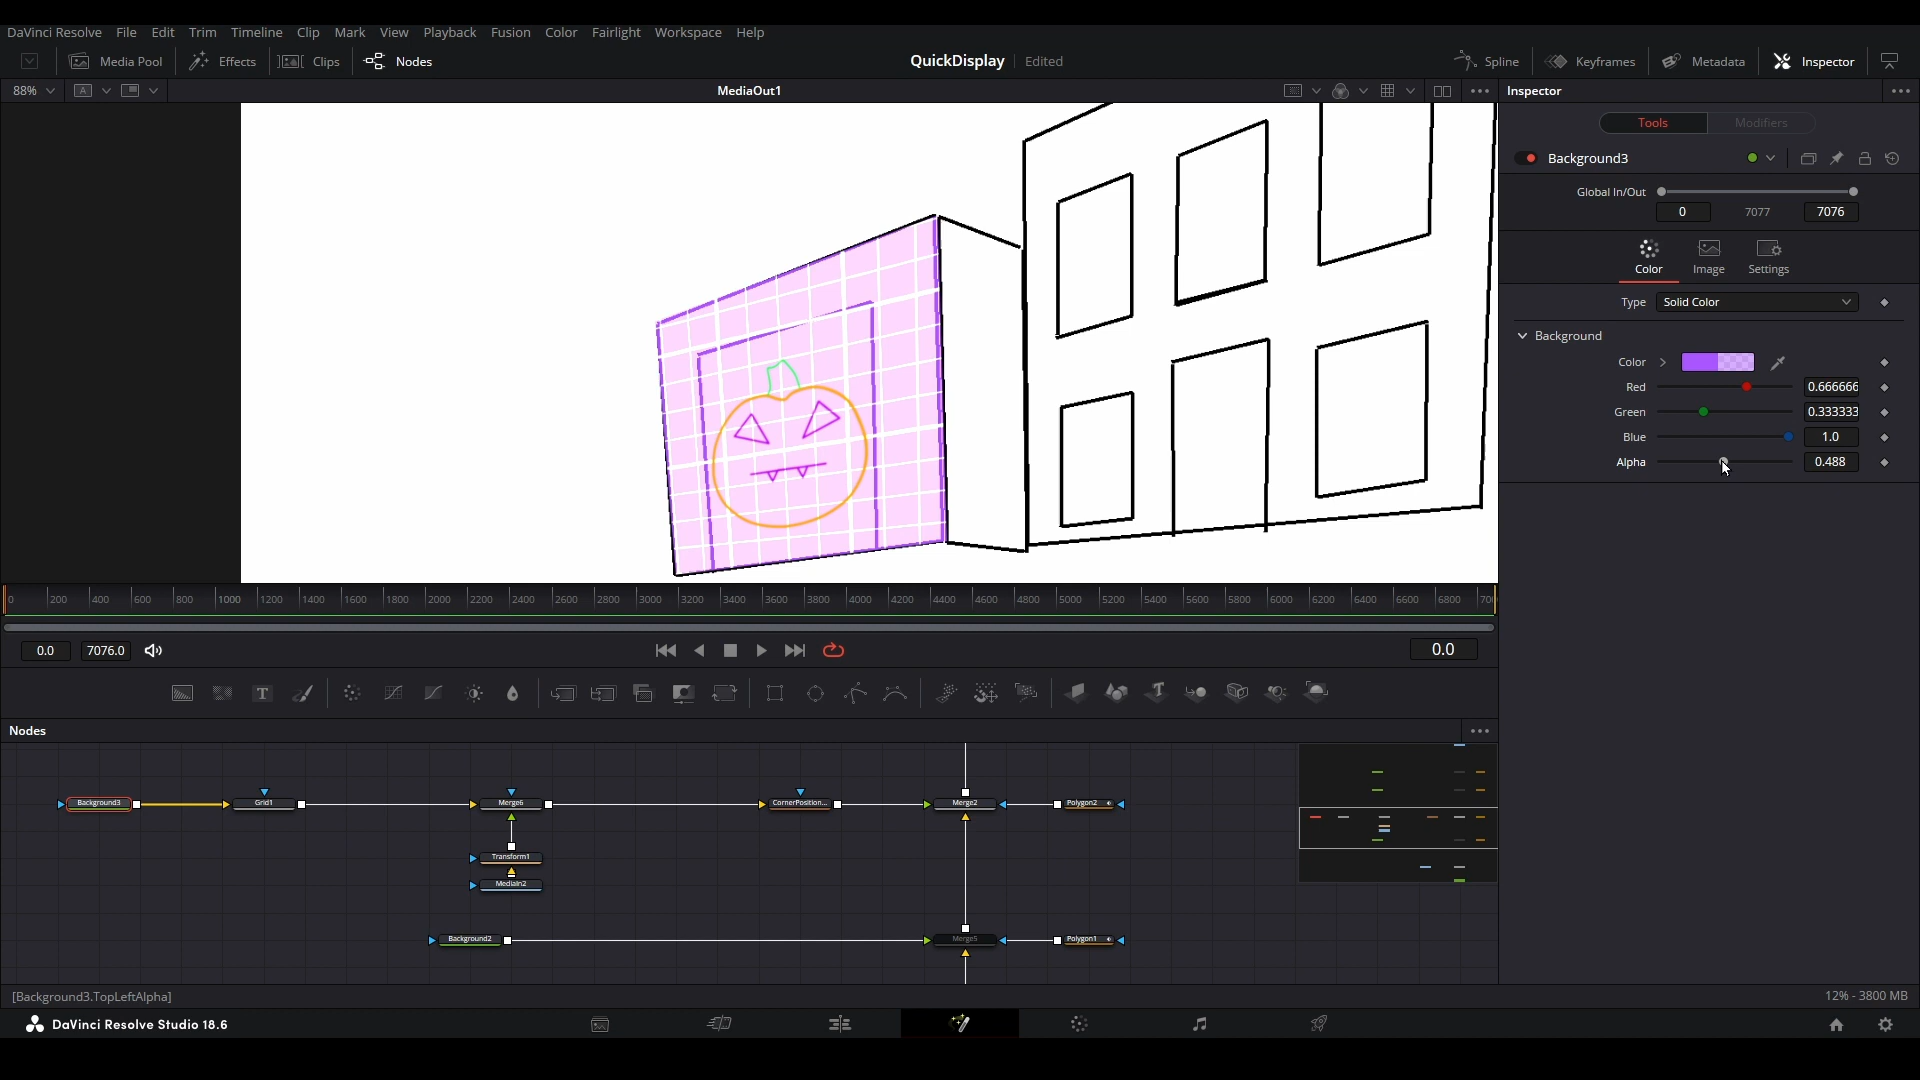 DaVinci Resolve File Edit Trim Timeline Clip Mark View Playback Fusion Color Fairlight Workspace Help
Media Pool Effects Clips Nodes QuickDisplay Edited Spline Keyframes Metadata Inspector
88% A MediaOut1 Inspector
Tools Modifiers
Background3
Global In/Out
0 7077 7076
Color Image Settings
Type Solid Color
Background
Color
Red 0.666666
Green 0.333333
Blue 1.0
Alpha 0.488
0 200 400 600 800 1000 1200 1400 1600 1800 2000 2200 2400 2600 2800 3000 3200 3400 3600 3800 4000 4200 4400 4600 4800 5000 5200 5400 5600 5800 6000 6200 6400 6600 6800 700
0.0 7076.0 0.0
T T
Nodes
Background3 Grid1 Merge6 CornerPosition... Merge2 Polygon2
Transform1
MediaIn2
Background2 Merge5 Polygon1
[Background3.TopLeftAlpha] 12% - 3800 MB
DaVinci Resolve Studio 18.6